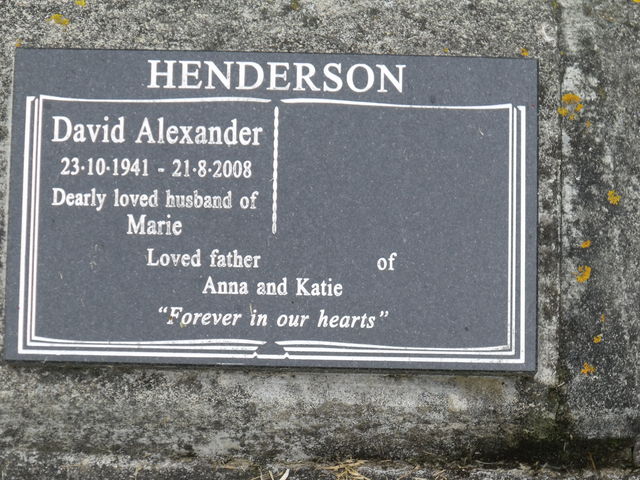 HENDERSON
David Alexander
23·10·1941 - 21·8·2008
Dearly loved husband of
Marie
Loved father of
Anna and Katie
"Forever in our hearts"